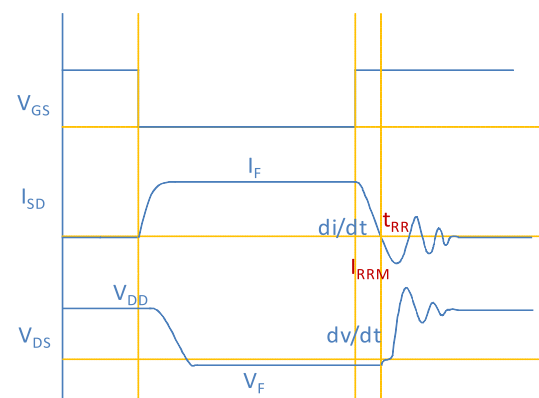 V_GS
I_F
I_SD
t_RR
di/dt
I_RRM
V_DD
V_DS
dv/dt
V_F